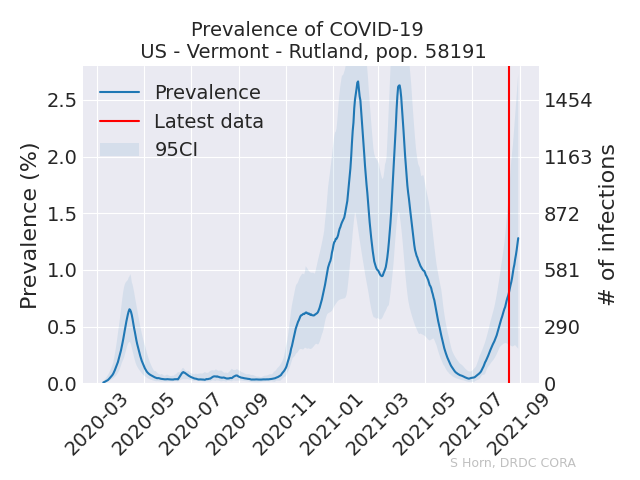 Prevalence of COVID-19
US - Vermont - Rutland, pop. 58191
Prevalence
Latest data
95CI
Prevalence (%)
2.5
2.0
1.5
1.0
0.5
0.0
1454
1163
872
581
290
0
# of infections
2020-03
2020-05
2020-07
2020-09
2020-11
2021-01
2021-03
2021-05
2021-07
2021-09
S Horn, DRDC CORA